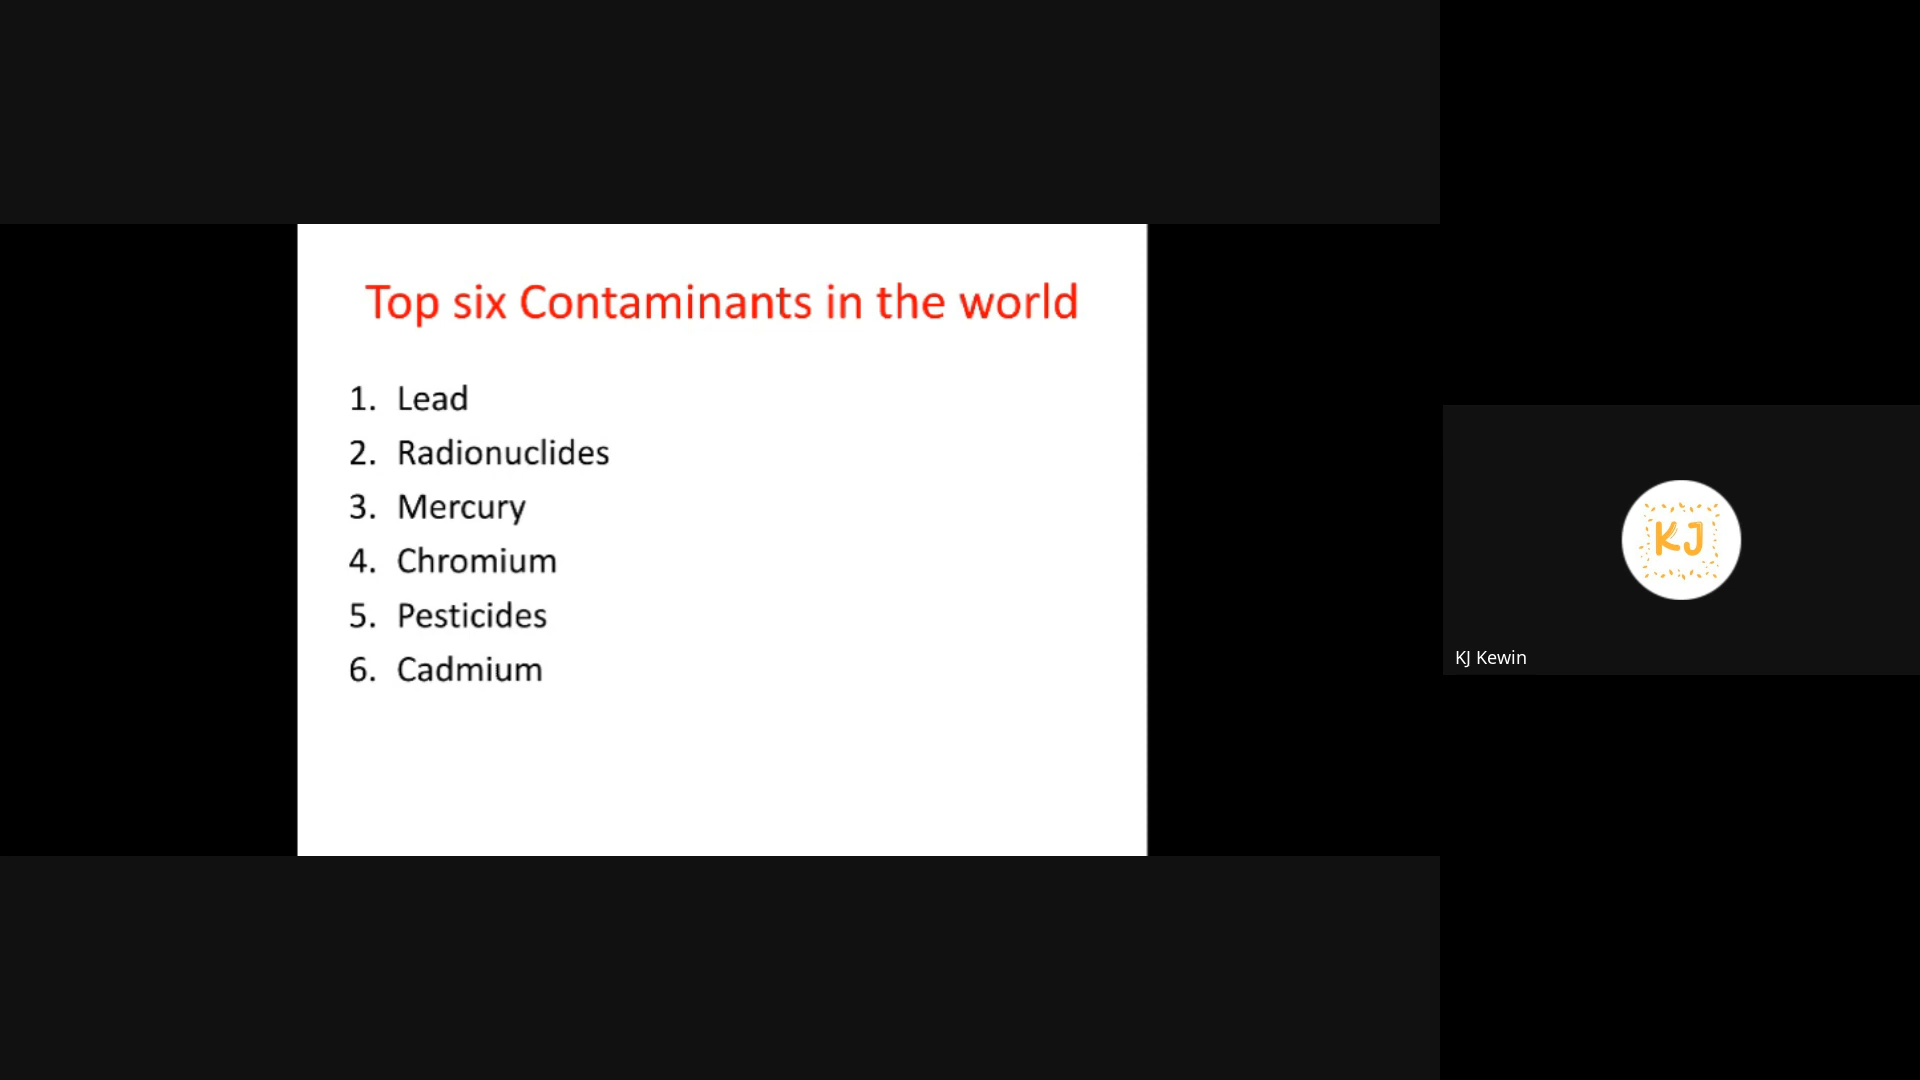 Top six Contaminants in the world
1. Lead
2. Radionuclides
3. Mercury
4. Chromium
5. Pesticides
6. Cadmium
KJ
KJ Kewin